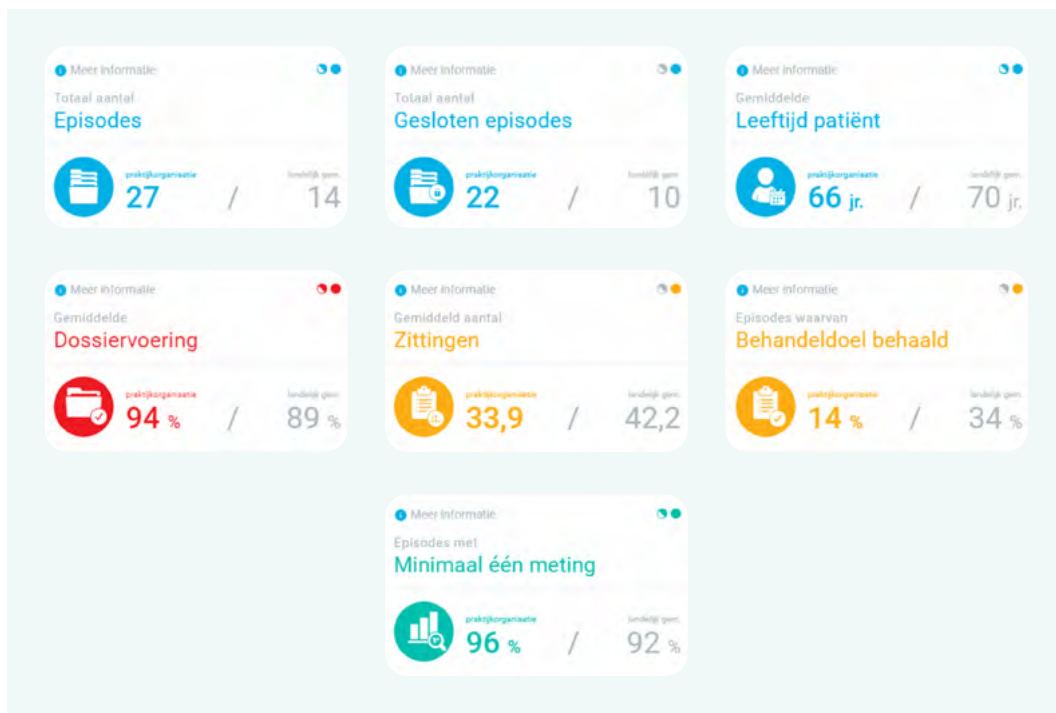 Meer informatie
Totaal aantal
Episodes
praktijkorganisatie
27
/
landelijk gem.
14
Meer informatie
Totaal aantal
Gesloten episodes
praktijkorganisatie
22
/
landelijk gem.
10
Meer informatie
Gemiddelde
Leeftijd patiënt
praktijkorganisatie
66 jr.
/
landelijk gem.
70 jr.
Meer informatie
Gemiddelde
Dossiervoering
praktijkorganisatie
94 %
/
landelijk gem.
89 %
Meer informatie
Gemiddeld aantal
Zittingen
praktijkorganisatie
33,9
/
landelijk gem.
42,2
Meer informatie
Episodes waarvan
Behandeldoel behaald
praktijkorganisatie
14 %
/
landelijk gem.
34 %
Meer informatie
Episodes met
Minimaal één meting
praktijkorganisatie
96 %
/
landelijk gem.
92 %